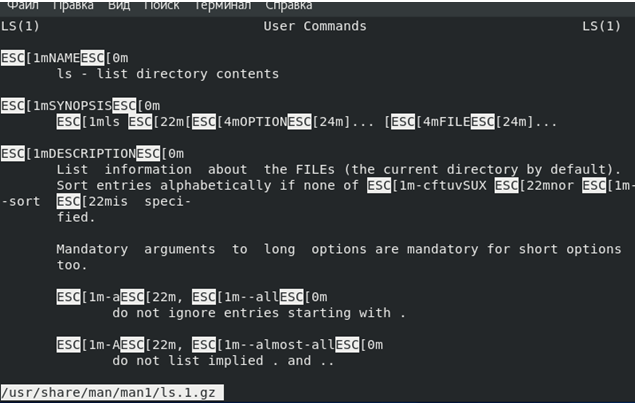 Файл Правка Вид Поиск Терминал Справка
LS(1) User Commands LS(1)
ESC[1mNAMEESC[0m
ls - list directory contents
ESC[1mSYNOPSISESC[0m
ESC[1mls ESC[22m[ESC[4mOPTIONESC[24m]... [ESC[4mFILEESC[24m]...
ESC[1mDESCRIPTIONESC[0m
List information about the FILEs (the current directory by default).
Sort entries alphabetically if none of ESC[1m-cftuvSUX ESC[22mnor ESC[1m-
-sort ESC[22mis speci-
fied.
Mandatory arguments to long options are mandatory for short options
too.
ESC[1m-aESC[22m, ESC[1m--allESC[0m
do not ignore entries starting with .
ESC[1m-AESC[22m, ESC[1m--almost-allESC[0m
do not list implied . and ..
/usr/share/man/man1/ls.1.gz